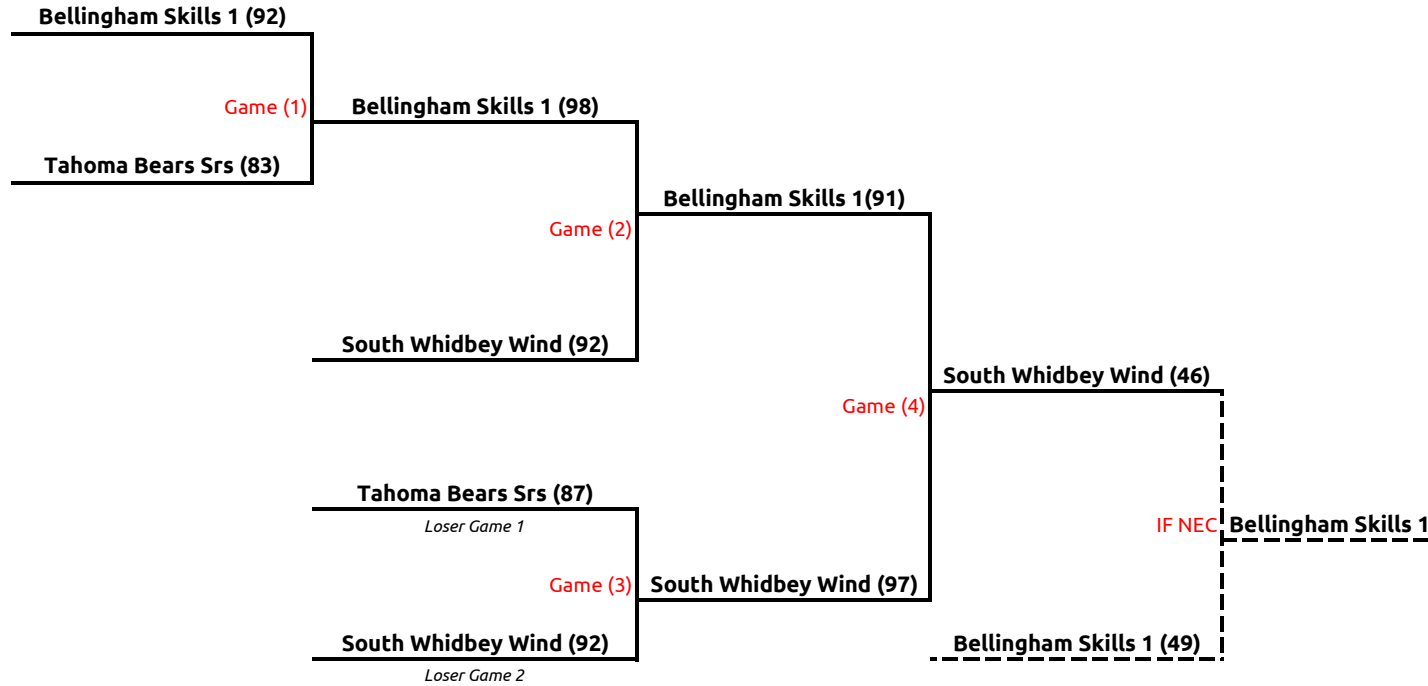 Bellingham Skills 1 (92)
Game (1)
Bellingham Skills 1 (98)
Tahoma Bears Srs (83)
Bellingham Skills 1(91)
Game (2)
South Whidbey Wind (92)
South Whidbey Wind (46)
Game (4)
Tahoma Bears Srs (87)
Loser Game 1
IF NEC
Bellingham Skills 1
Game (3)
South Whidbey Wind (97)
South Whidbey Wind (92)
Loser Game 2
Bellingham Skills 1 (49)